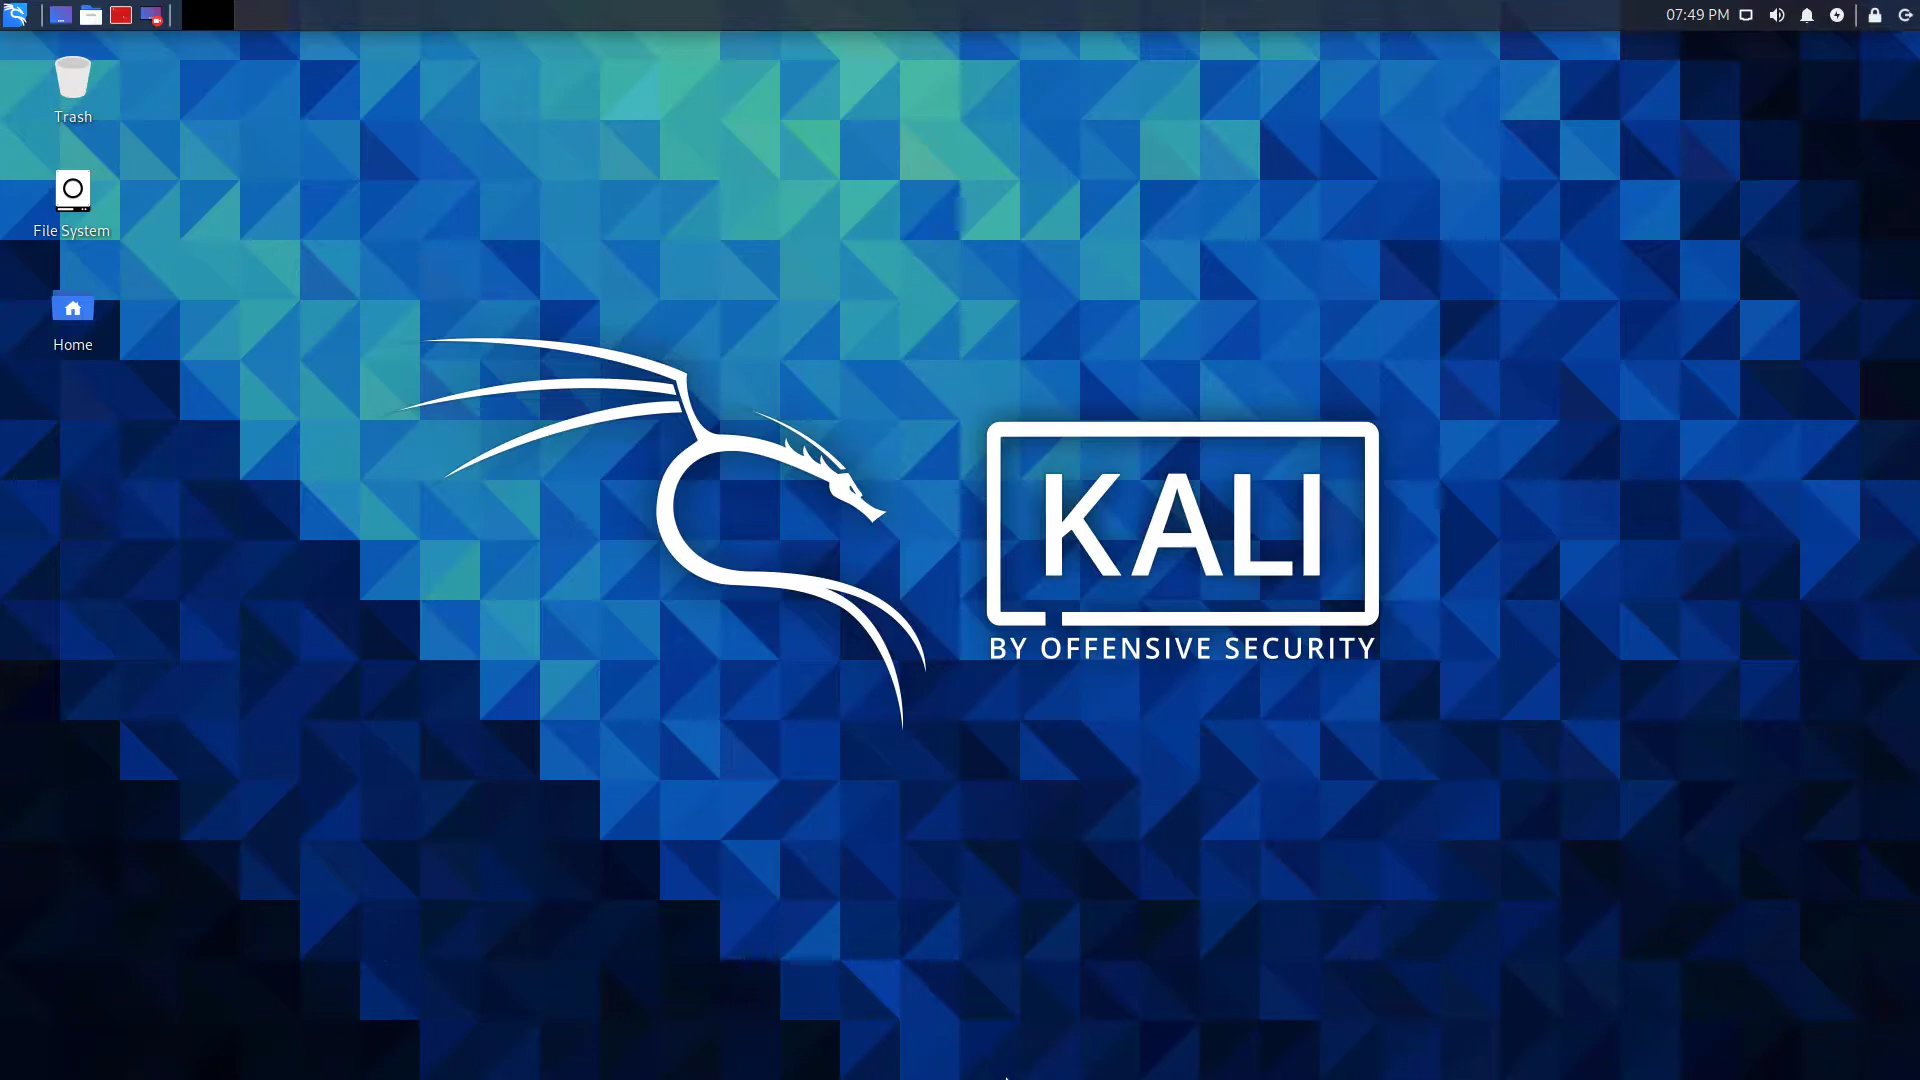 07:49 PM
Trash
File System
Home
KALI
BY OFFENSIVE SECURITY